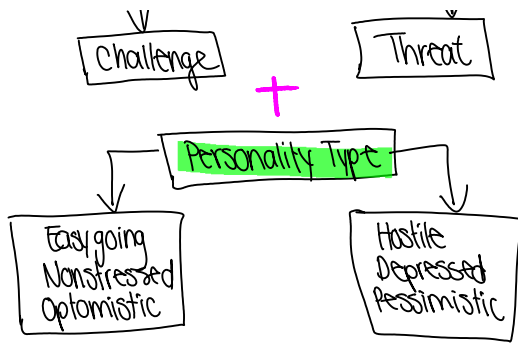 Challenge
Threat
+
Personality Type
Easygoing
Nonstressed
Optomistic
Hostile
Depressed
Pessimistic